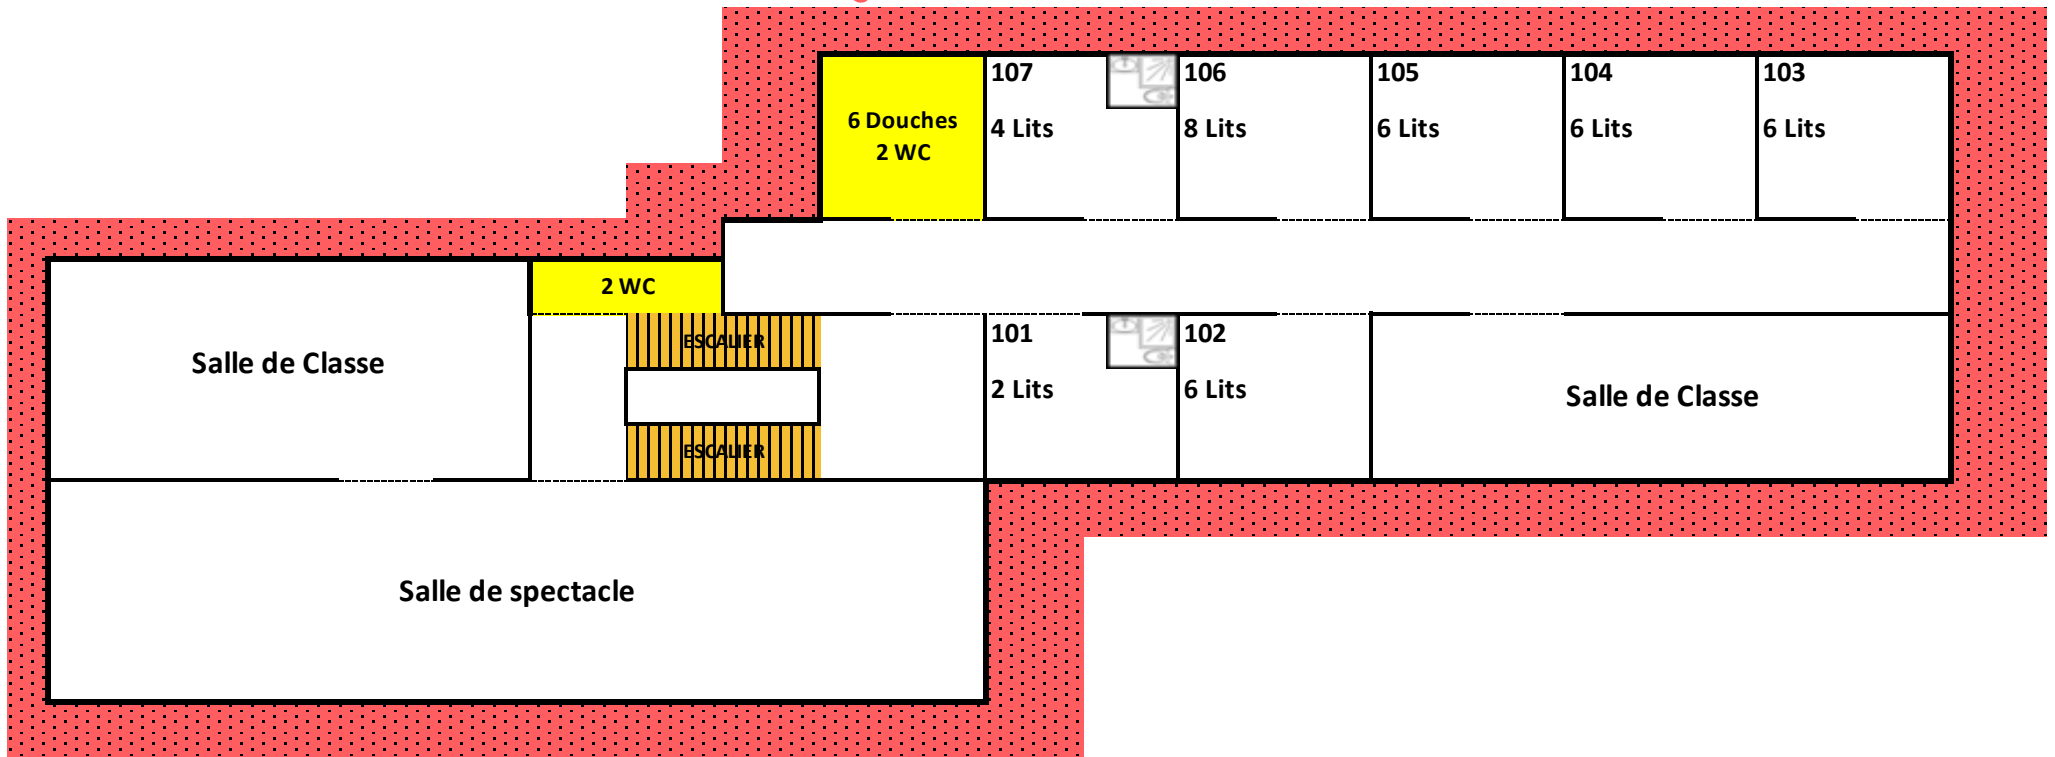 107
4 Lits
106
8 Lits
105
6 Lits
104
6 Lits
103
6 Lits
6 Douches
2 WC
2 WC
Salle de Classe
ESCALIER
ESCALIER
101
2 Lits
102
6 Lits
Salle de Classe
Salle de spectacle